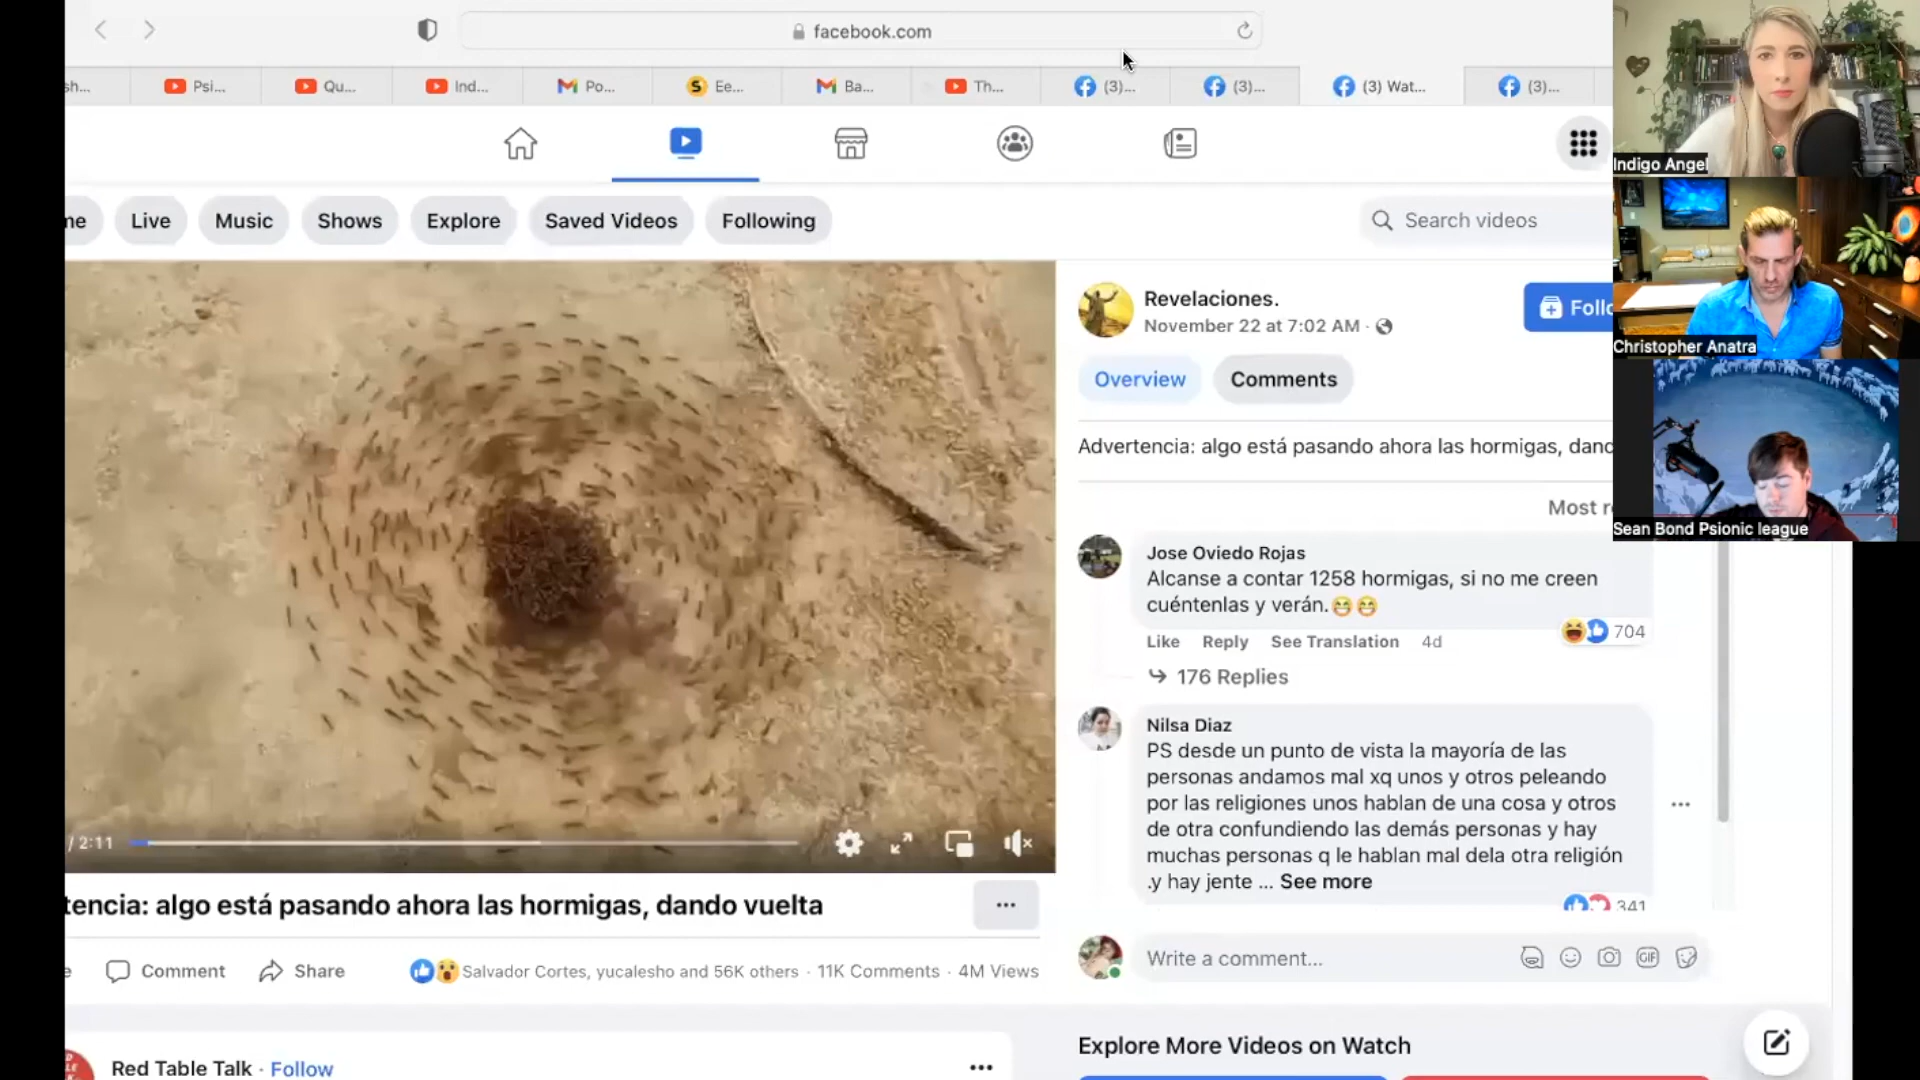 facebook.com
sh...
Psi...
Qu...
Ind...
Po...
Ee...
Ba...
Th...
(3)...
(3)...
(3) Wat...
(3)...
me
Live
Music
Shows
Explore
Saved Videos
Following
Search videos
Indigo Angel
Christopher Anatra
Sean Bond Psionic league
Revelaciones.
November 22 at 7:02 AM ·
Follo
Overview
Comments
Advertencia: algo está pasando ahora las hormigas, dand
Most r
Jose Oviedo Rojas
Alcanse a contar 1258 hormigas, si no me creen
cuéntenlas y verán.😁😁
704
Like Reply See Translation 4d
176 Replies
Nilsa Diaz
PS desde un punto de vista la mayoría de las
personas andamos mal xq unos y otros peleando
por las religiones unos hablan de una cosa y otros
de otra confundiendo las demás personas y hay
muchas personas q le hablan mal dela otra religión
.y hay jente ... See more
341
Write a comment...
GIF
/ 2:11
tencia: algo está pasando ahora las hormigas, dando vuelta
e
Comment
Share
Salvador Cortes, yucalesho and 56K others · 11K Comments · 4M Views
Red Table Talk · Follow
Explore More Videos on Watch